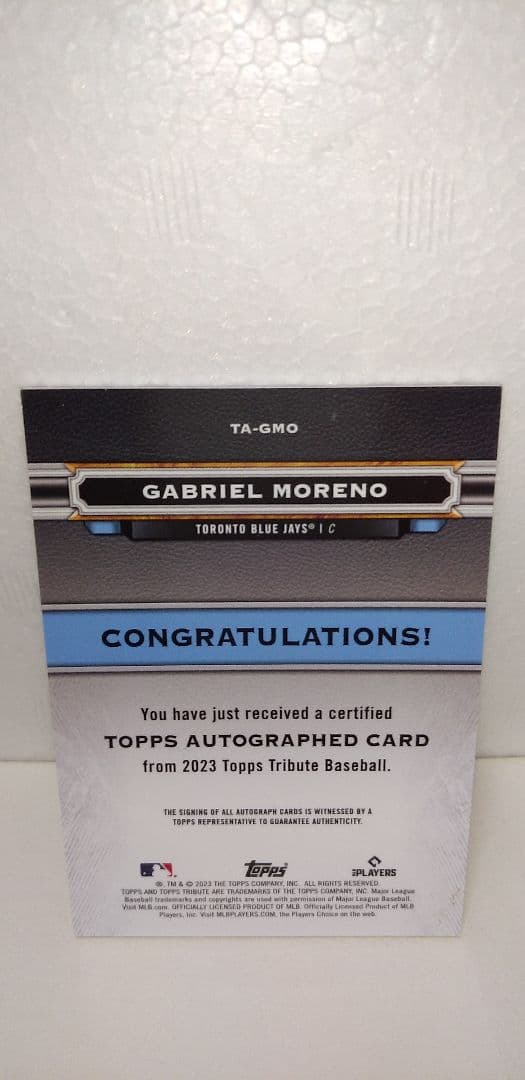 TA-GMO
GABRIEL MORENO
TORONTO BLUE JAYS® | C
CONGRATULATIONS!
You have just received a certified
TOPPS AUTOGRAPHED CARD
from 2023 Topps Tribute Baseball.
THE SIGNING OF ALL AUTOGRAPH CARDS IS WITNESSED BY A
TOPPS REPRESENTATIVE TO GUARANTEE AUTHENTICITY.
topps PLAYERS
®, TM & © 2023 THE TOPPS COMPANY, INC. ALL RIGHTS RESERVED.
TOPPS AND TOPPS TRIBUTE ARE TRADEMARKS OF THE TOPPS COMPANY, INC. Major League
Baseball trademarks and copyrights are used with permission of Major League Baseball.
Visit MLB.com. OFFICIALLY LICENSED PRODUCT OF MLB. Officially Licensed Product of MLB
Players, Inc. Visit MLBPLAYERS.COM, the Players Choice on the web.